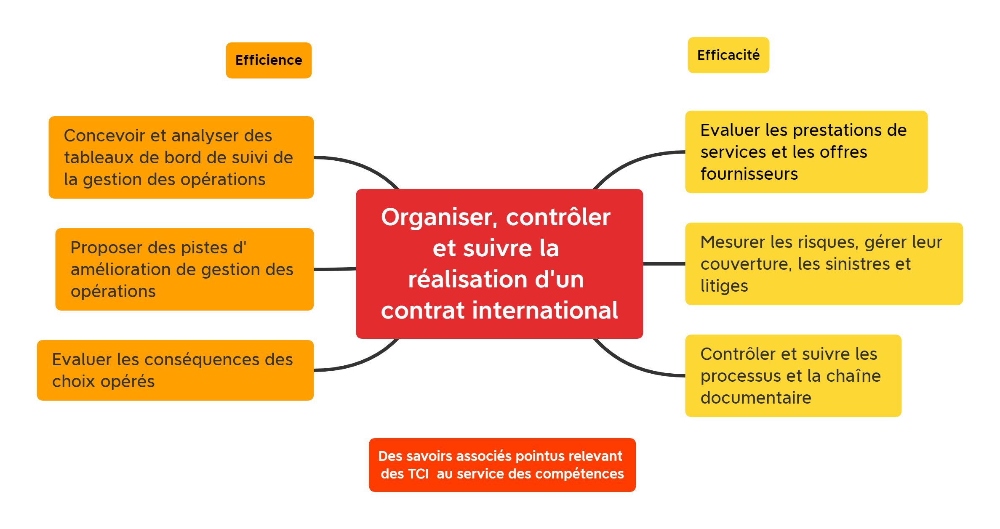 Efficience
Efficacité
Concevoir et analyser des
tableaux de bord de suivi de
la gestion des opérations
Proposer des pistes d'
amélioration de gestion des
opérations
Evaluer les conséquences des
choix opérés
Organiser, contrôler
et suivre la
réalisation d'un
contrat international
Evaluer les prestations de
services et les offres
fournisseurs
Mesurer les risques, gérer leur
couverture, les sinistres et
litiges
Contrôler et suivre les
processus et la chaîne
documentaire
Des savoirs associés pointus relevant
des TCI  au service des compétences